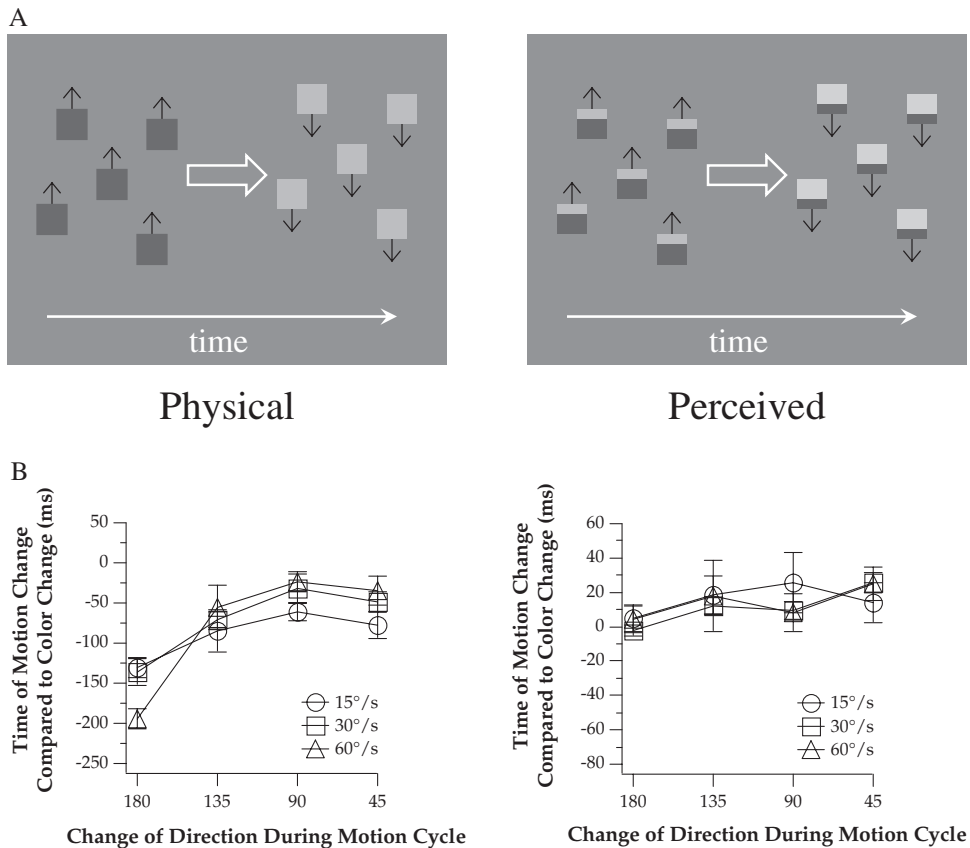 A
time
time
Physical
Perceived
B
Time of Motion Change
Compared to Color Change (ms)
50
0
-50
-100
-150
-200
-250
15°/s
30°/s
60°/s
180
135
90
45
Change of Direction During Motion Cycle
Time of Motion Change
Compared to Color Change (ms)
60
40
20
0
-20
-40
-60
-80
15°/s
30°/s
60°/s
180
135
90
45
Change of Direction During Motion Cycle